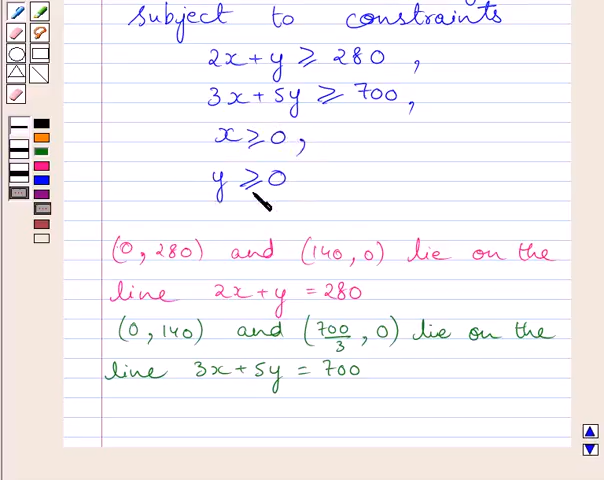 subject to constraints
2x + y ≥ 280 ,
3x + 5y ≥ 700 ,
x ≥ 0 ,
y ≥ 0
(0, 280) and (140, 0) lie on the
line 2x + y = 280
(0, 140) and (700/3, 0) lie on the
line 3x + 5y = 700